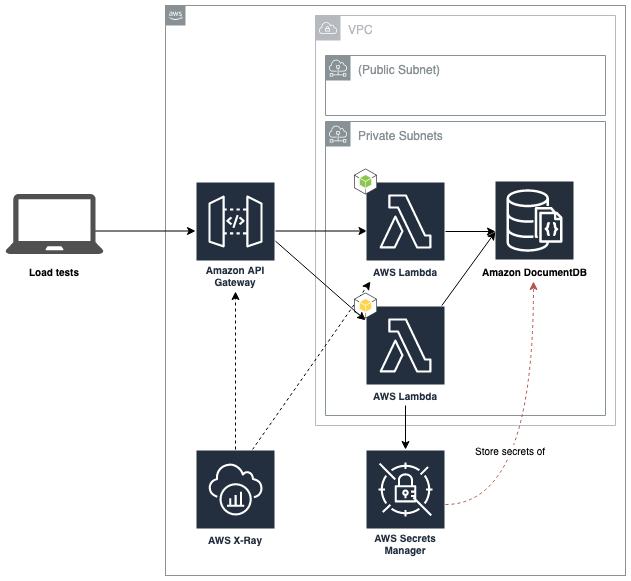 aws
VPC
(Public Subnet)
Private Subnets
Load tests
Amazon API
Gateway
AWS Lambda
Amazon DocumentDB
AWS Lambda
Store secrets of
AWS X-Ray
AWS Secrets
Manager